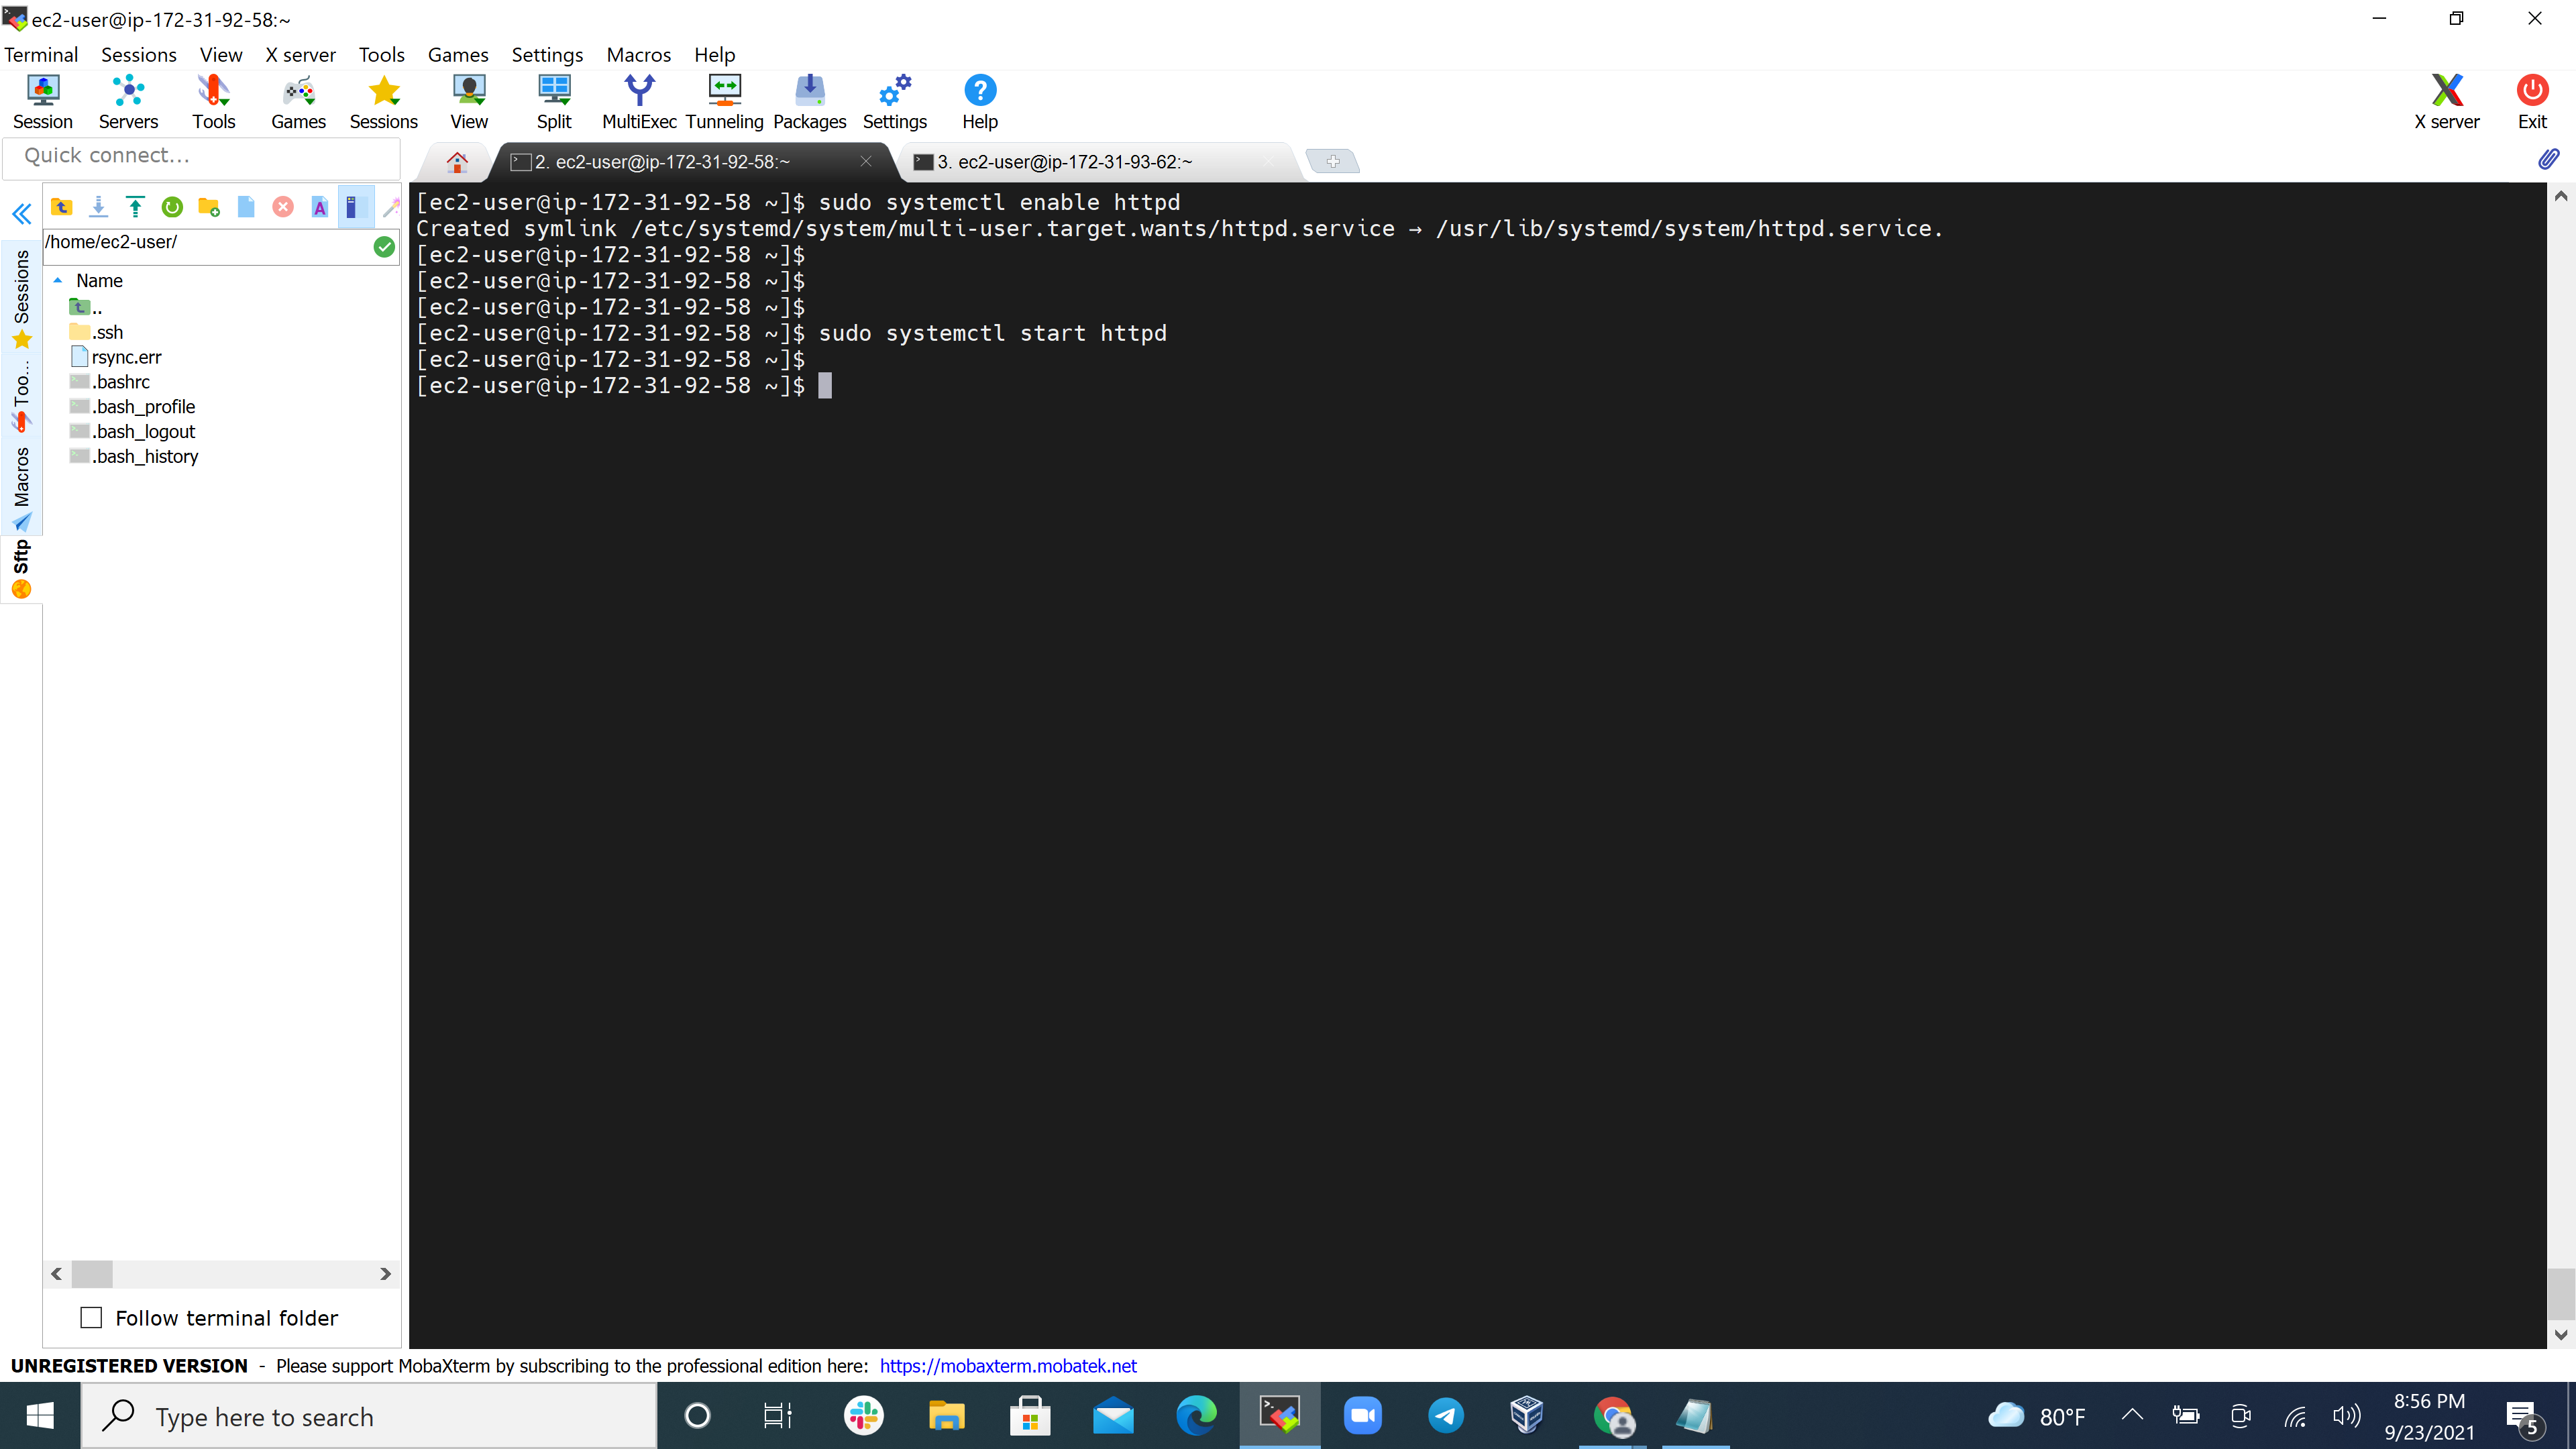 ec2-user@ip-172-31-92-58:~
Terminal Sessions View X server Tools Games Settings Macros Help
Session Servers Tools Games Sessions View Split MultiExec Tunneling Packages Settings Help X server Exit
Quick connect...
2. ec2-user@ip-172-31-92-58:~
3. ec2-user@ip-172-31-93-62:~
/home/ec2-user/
Name
..
.ssh
rsync.err
.bashrc
.bash_profile
.bash_logout
.bash_history
Sessions
Too...
Macros
Sftp
[ec2-user@ip-172-31-92-58 ~]$ sudo systemctl enable httpd
Created symlink /etc/systemd/system/multi-user.target.wants/httpd.service → /usr/lib/systemd/system/httpd.service.
[ec2-user@ip-172-31-92-58 ~]$
[ec2-user@ip-172-31-92-58 ~]$
[ec2-user@ip-172-31-92-58 ~]$
[ec2-user@ip-172-31-92-58 ~]$ sudo systemctl start httpd
[ec2-user@ip-172-31-92-58 ~]$
[ec2-user@ip-172-31-92-58 ~]$
Follow terminal folder
UNREGISTERED VERSION - Please support MobaXterm by subscribing to the professional edition here: https://mobaxterm.mobatek.net
Type here to search
80°F
8:56 PM
9/23/2021
5